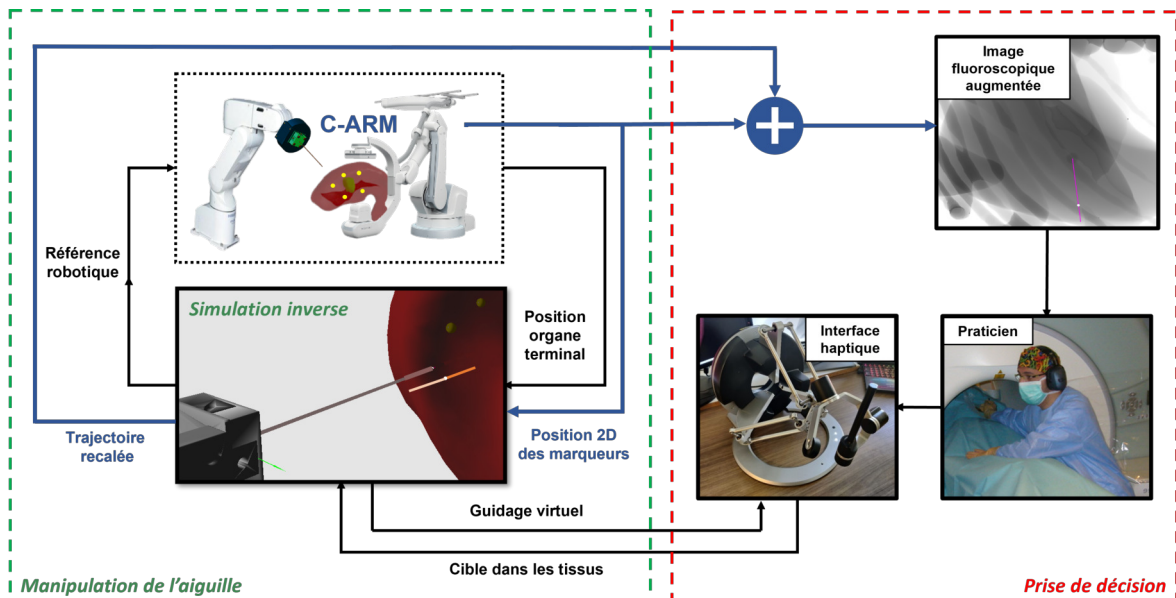 Image
fluoroscopique
augmentée
C-ARM
Référence
robotique
Simulation inverse
Position
organe
terminal
Interface
haptique
Praticien
Trajectoire
recalée
Position 2D
des marqueurs
Guidage virtuel
Cible dans les tissus
Manipulation de l'aiguille
Prise de décision